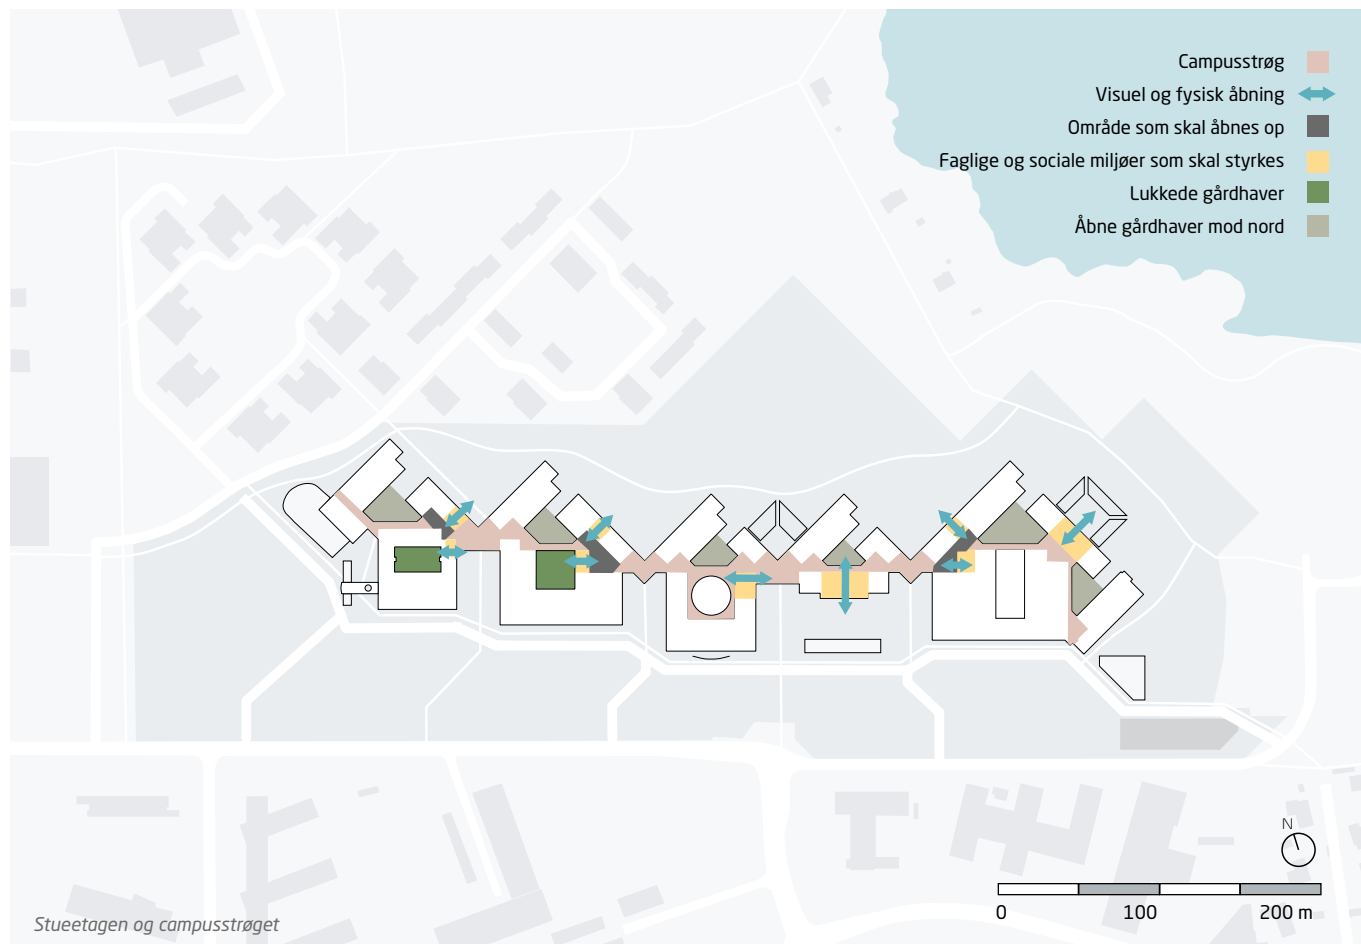 Campusstrøg
Visuel og fysisk åbning
Område som skal åbnes op
Faglige og sociale miljøer som skal styrkes
Lukkede gårdhaver
Åbne gårdhaver mod nord
N
0 100 200 m
Stueetagen og campusstrøget